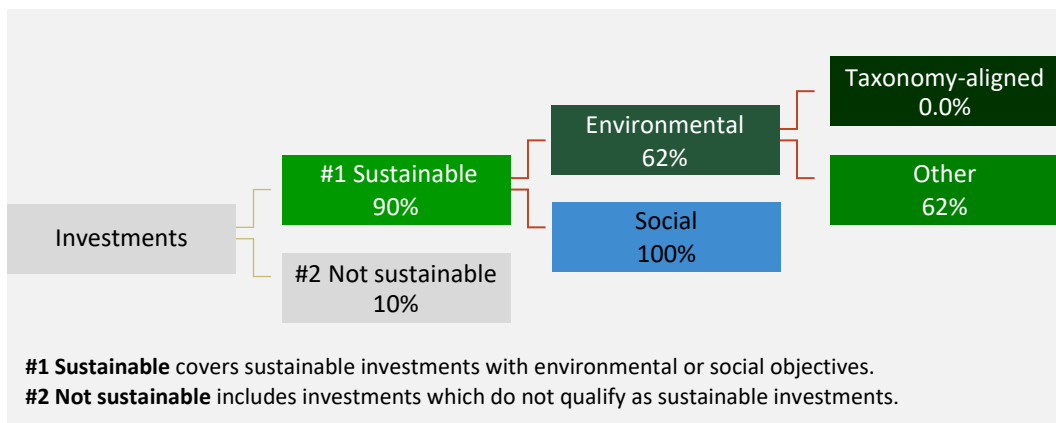 Taxonomy-aligned
0.0%
Environmental
62%
#1 Sustainable
90%
Other
62%
Social
100%
Investments
#2 Not sustainable
10%
#1 Sustainable covers sustainable investments with environmental or social objectives.
#2 Not sustainable includes investments which do not qualify as sustainable investments.